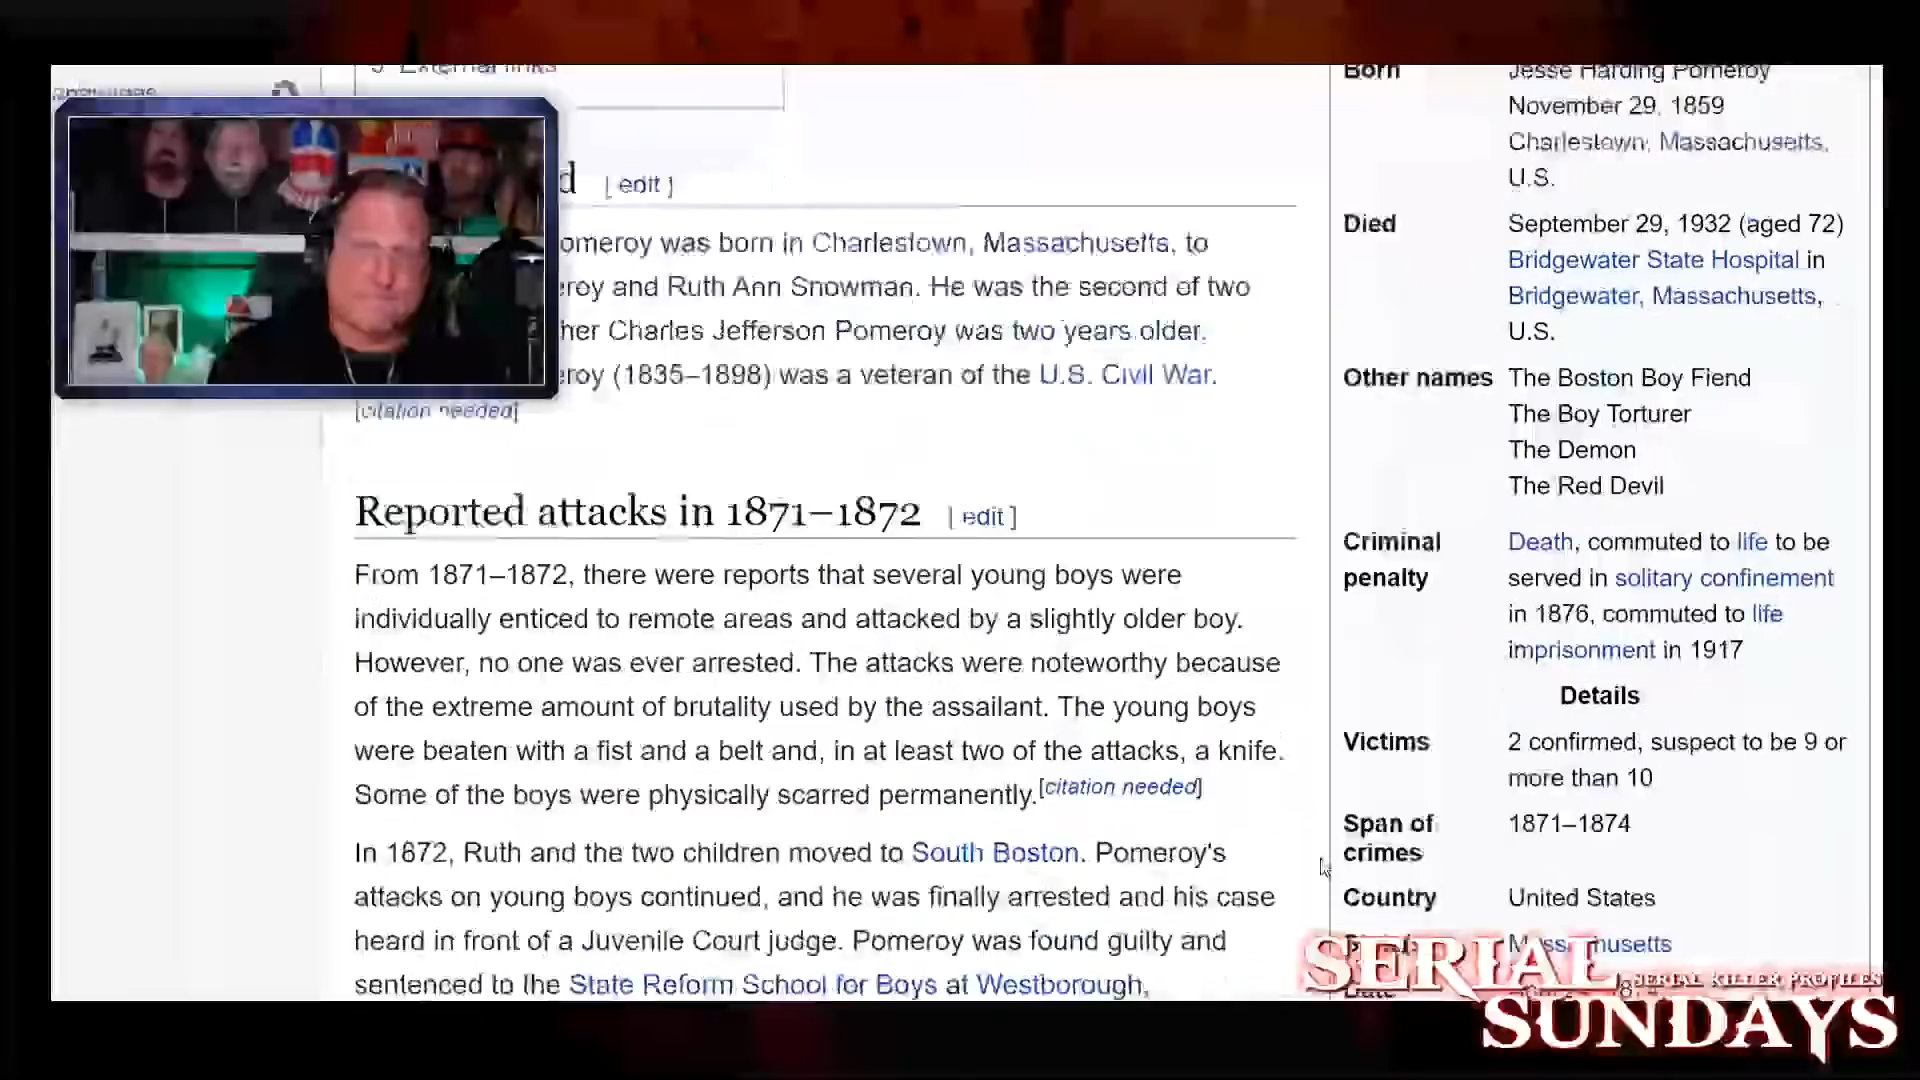 External links
[ edit ]
omeroy was born in Charlestown, Massachusetts, to
eroy and Ruth Ann Snowman. He was the second of two
her Charles Jefferson Pomeroy was two years older.
eroy (1835–1898) was a veteran of the U.S. Civil War.
[citation needed]
Reported attacks in 1871–1872 [ edit ]
From 1871–1872, there were reports that several young boys were
individually enticed to remote areas and attacked by a slightly older boy.
However, no one was ever arrested. The attacks were noteworthy because
of the extreme amount of brutality used by the assailant. The young boys
were beaten with a fist and a belt and, in at least two of the attacks, a knife.
Some of the boys were physically scarred permanently.[citation needed]
In 1872, Ruth and the two children moved to South Boston. Pomeroy's
attacks on young boys continued, and he was finally arrested and his case
heard in front of a Juvenile Court judge. Pomeroy was found guilty and
sentenced to the State Reform School for Boys at Westborough,
Born Jesse Harding Pomeroy
November 29, 1859
Charlestown, Massachusetts,
U.S.
Died September 29, 1932 (aged 72)
Bridgewater State Hospital in
Bridgewater, Massachusetts,
U.S.
Other names The Boston Boy Fiend
The Boy Torturer
The Demon
The Red Devil
Criminal penalty Death, commuted to life to be
served in solitary confinement
in 1876, commuted to life
imprisonment in 1917
Details
Victims 2 confirmed, suspect to be 9 or
more than 10
Span of crimes 1871–1874
Country United States
Massachusetts
Date
SERIAL
SERIAL KILLER PROFILES
SUNDAYS